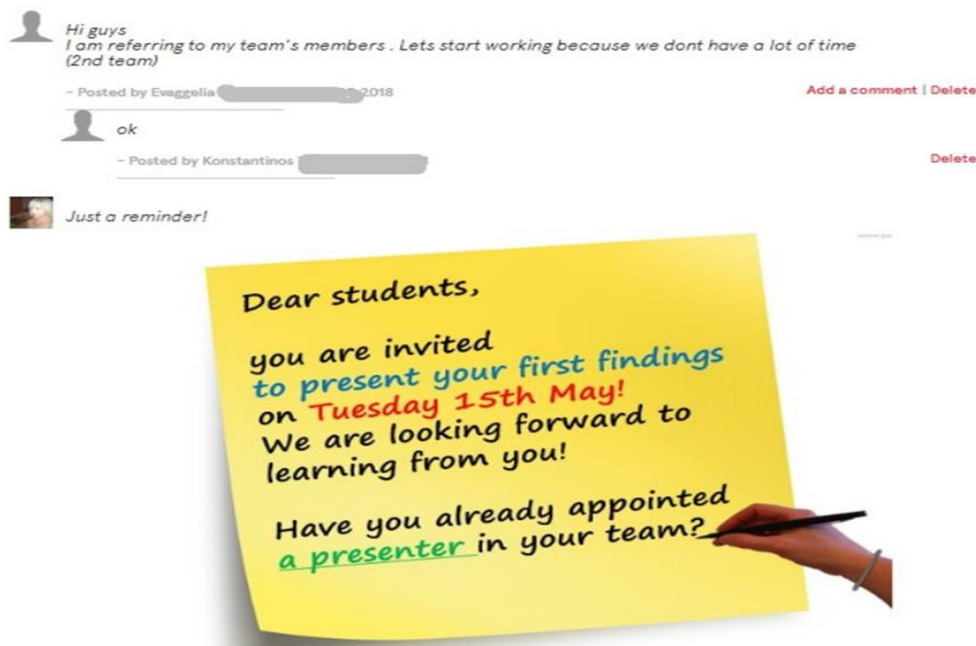 Hi guys
I am referring to my team's members . Lets start working because we dont have a lot of time
(2nd team)
– Posted by Evaggelia 2018
Add a comment | Delete
ok
– Posted by Konstantinos
Delete
Just a reminder!
Dear students,
you are invited
to present your first findings
on Tuesday 15th May!
We are looking forward to
learning from you!
Have you already appointed
a presenter in your team?